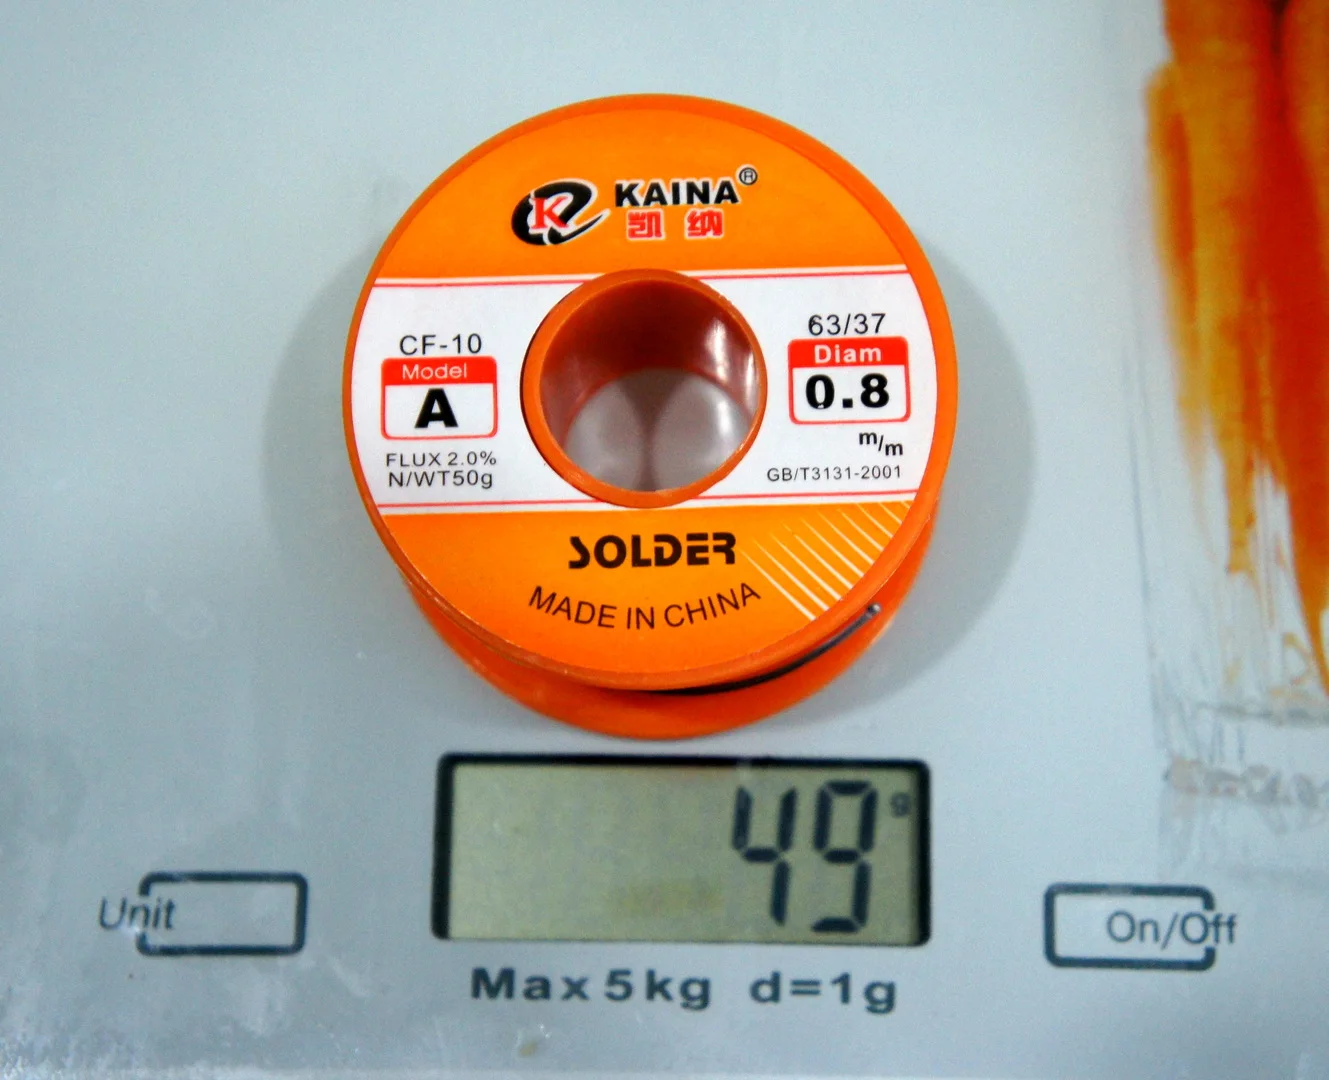 KAINA®
凯纳
K
CF-10
Model
A
FLUX 2.0%
N/WT50g
63/37
Diam
0.8
m/m
GB/T3131-2001
SOLDER
MADE IN CHINA
49 g
Unit
On/Off
Max 5kg d=1g